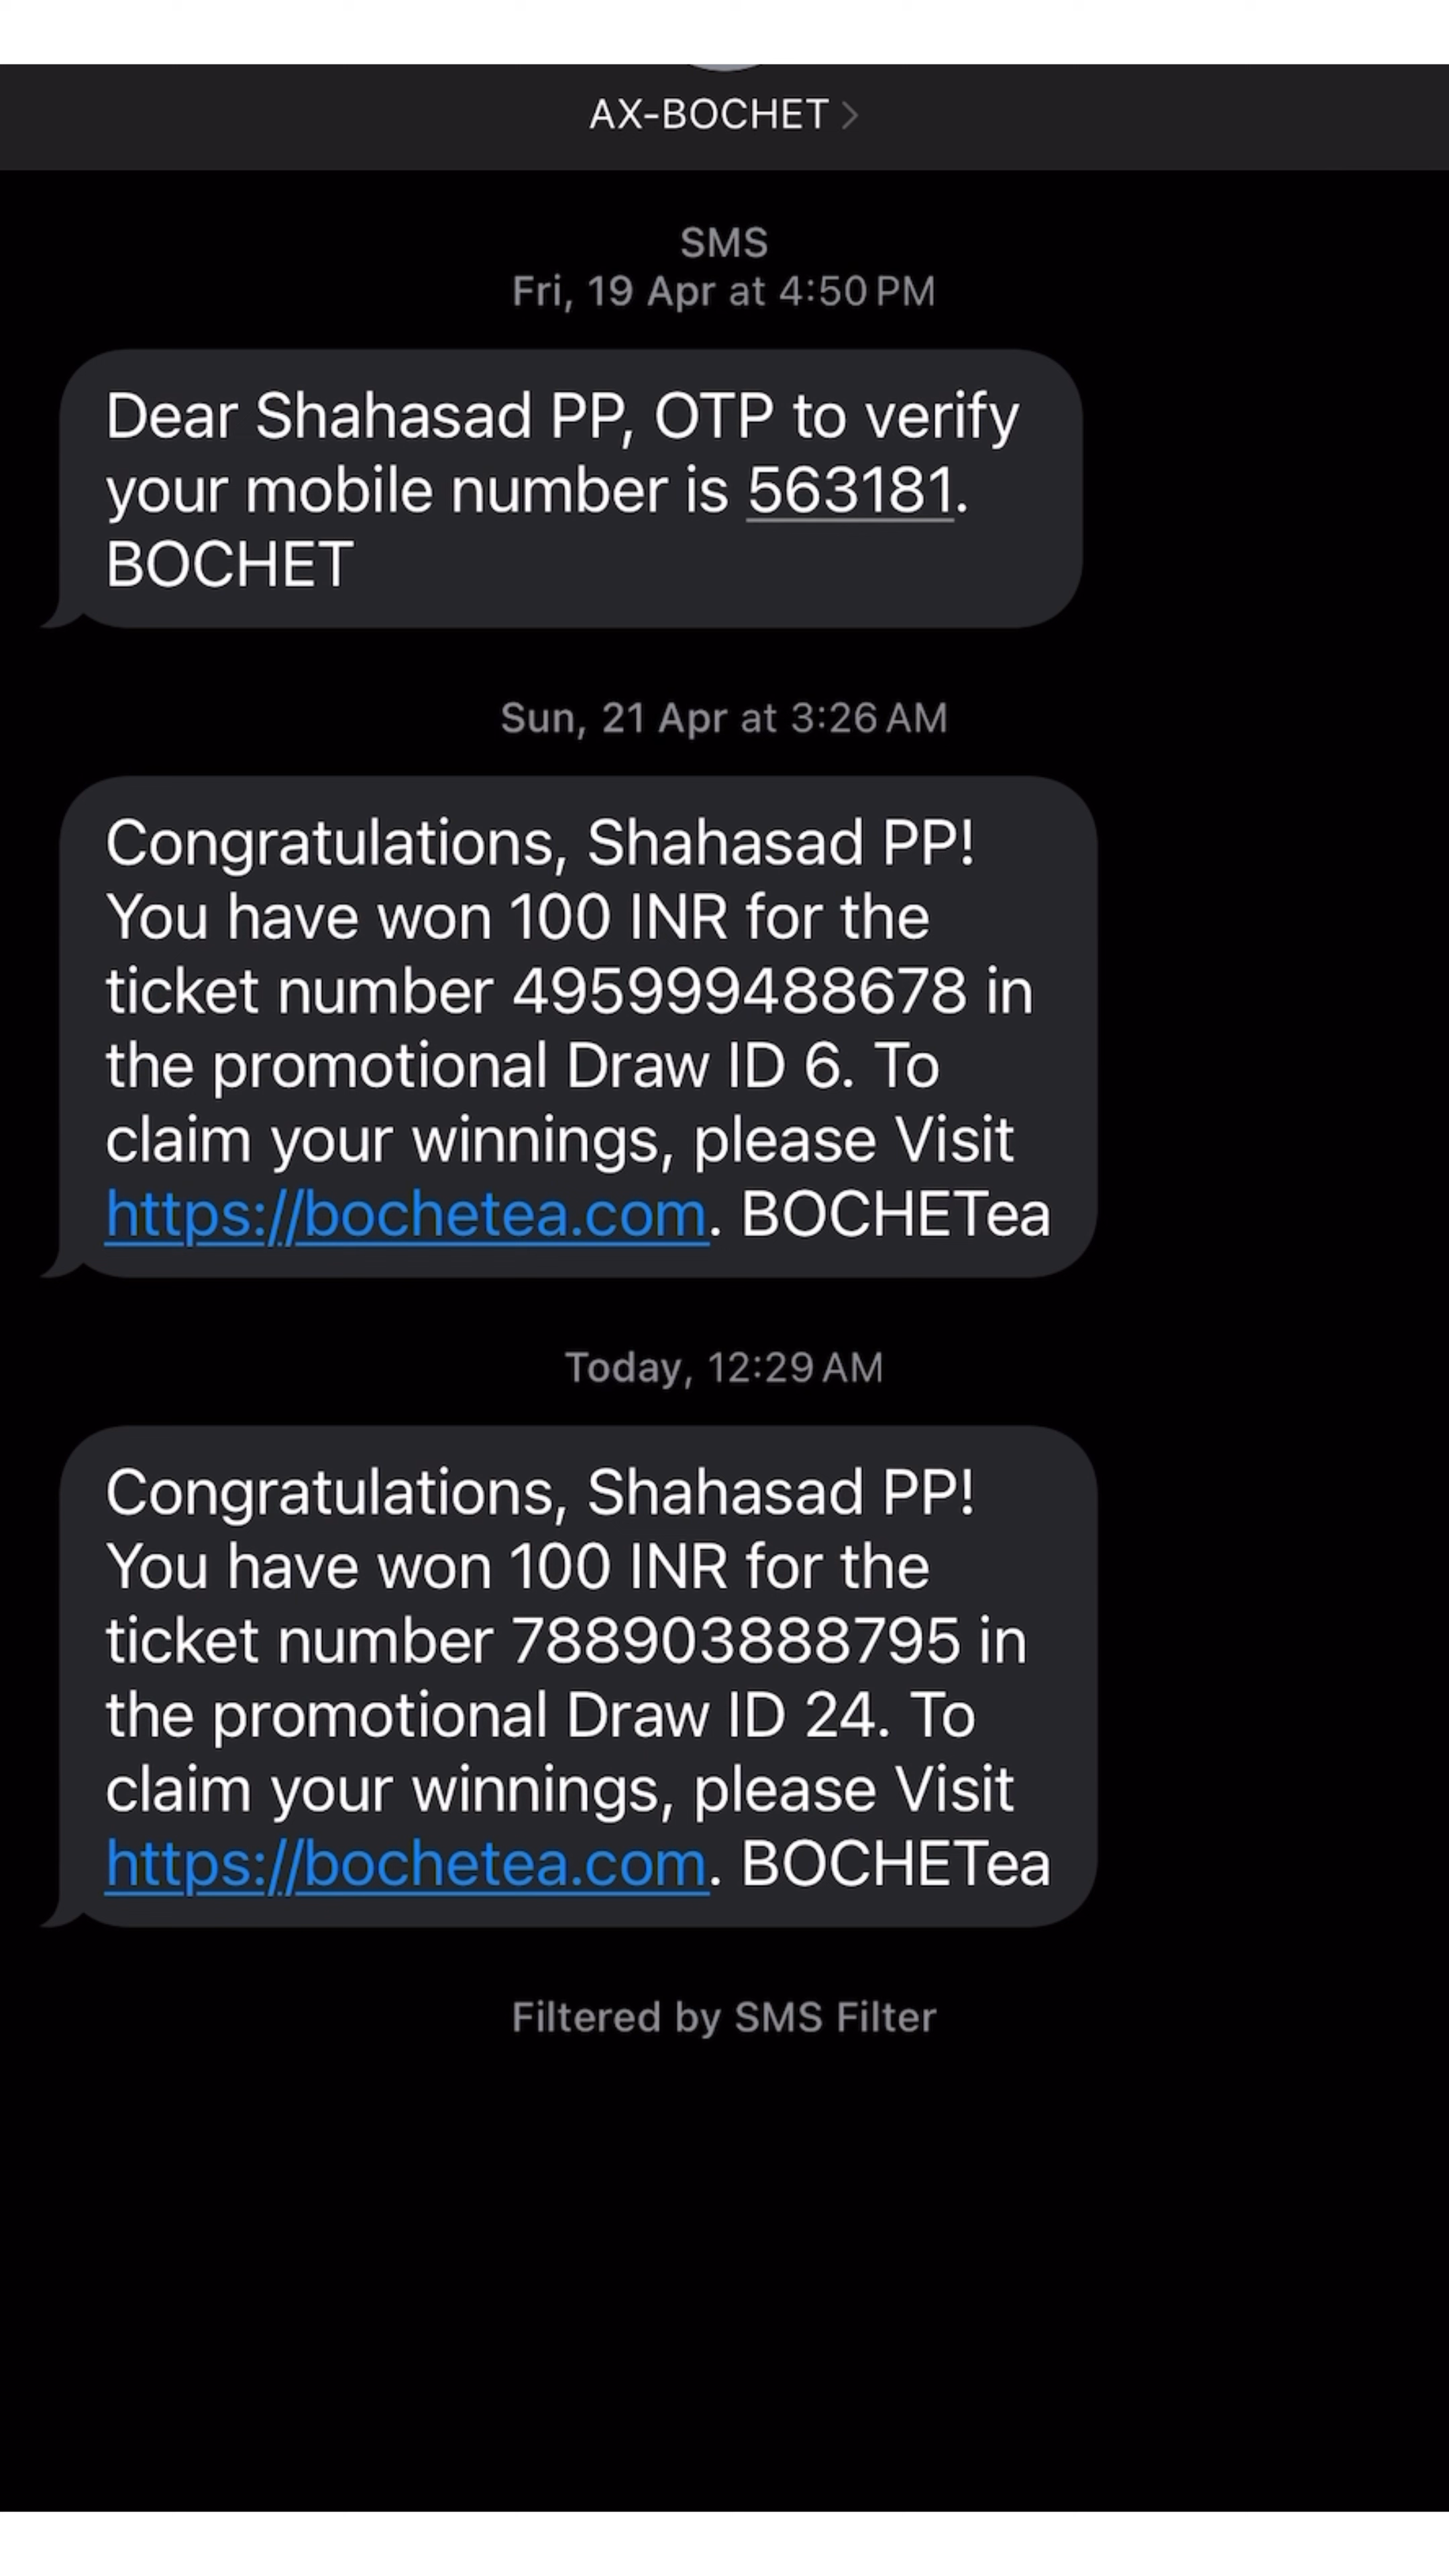 AX-BOCHET
SMS
Fri, 19 Apr at 4:50 PM
Dear Shahasad PP, OTP to verify
your mobile number is 563181.
BOCHET
Sun, 21 Apr at 3:26 AM
Congratulations, Shahasad PP!
You have won 100 INR for the
ticket number 495999488678 in
the promotional Draw ID 6. To
claim your winnings, please Visit
https://bochetea.com. BOCHETea
Today, 12:29 AM
Congratulations, Shahasad PP!
You have won 100 INR for the
ticket number 788903888795 in
the promotional Draw ID 24. To
claim your winnings, please Visit
https://bochetea.com. BOCHETea
Filtered by SMS Filter